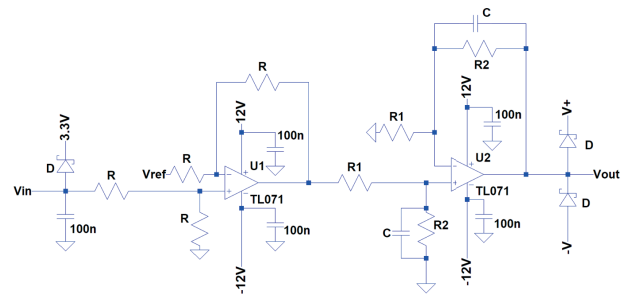 C
R
R2
-12V
-12V
V+
3.3V
100n
R1
100n
D
D
R
U1
U2
Vin
R
Vref
R1
Vout
TL071
TL071
D
100n
R
100n
C
R2
100n
-12V
-12V
-V